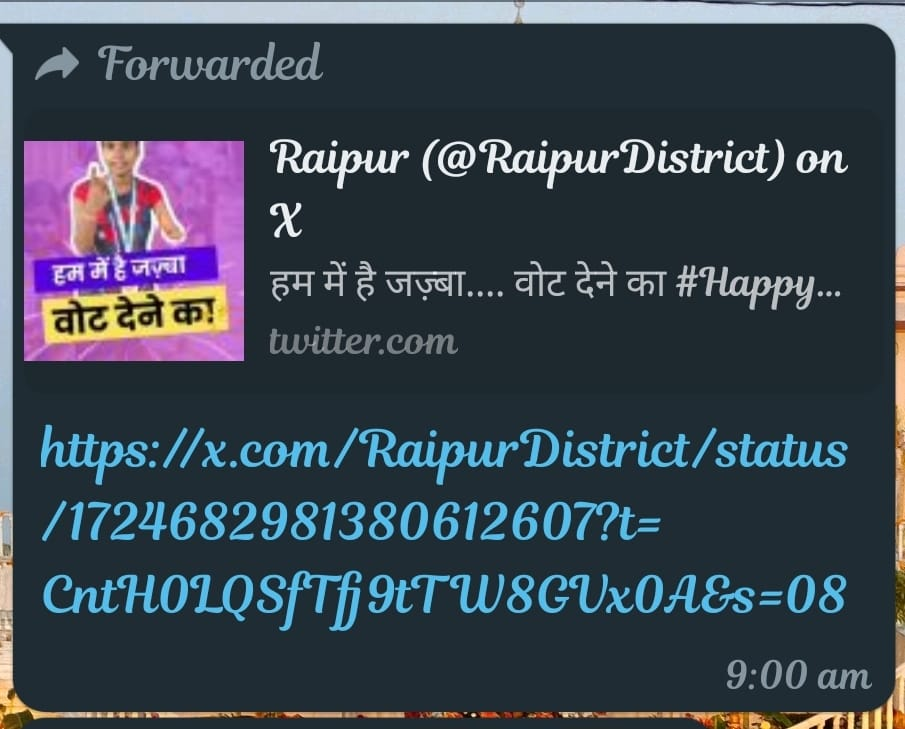 Forwarded
हम में है जज़्बा
वोट देने का!
Raipur (@RaipurDistrict) on
X
हम में है जज़्बा.... वोट देने का #Happy...
twitter.com
https://x.com/RaipurDistrict/status
/1724682981380612607?t=
CntH0LQSfTfj9tTW8GUx0A&s=08
9:00 am